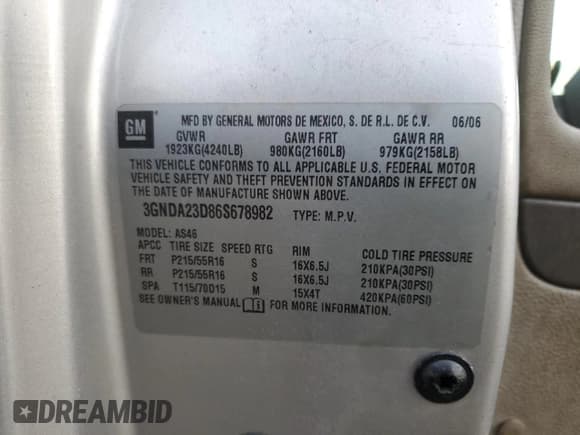 GM
MFD BY GENERAL MOTORS DE MEXICO, S. DE R.L. DE C.V. 06/06
GVWR GAWR FRT GAWR RR
1923KG(4240LB) 980KG(2160LB) 979KG(2158LB)
THIS VEHICLE CONFORMS TO ALL APPLICABLE U.S. FEDERAL MOTOR
VEHICLE SAFETY AND THEFT PREVENTION STANDARDS IN EFFECT ON
THE DATE OF MANUFACTURE SHOWN ABOVE.
3GNDA23D86S678982 TYPE: M.P.V.
MODEL: AS46
APCC TIRE SIZE SPEED RTG RIM COLD TIRE PRESSURE
FRT P215/55R16 S 16X6.5J 210KPA(30PSI)
RR P215/55R16 S 16X6.5J 210KPA(30PSI)
SPA T115/70D15 M 15X4T 420KPA(60PSI)
SEE OWNER'S MANUAL FOR MORE INFORMATION.
DREAMBID